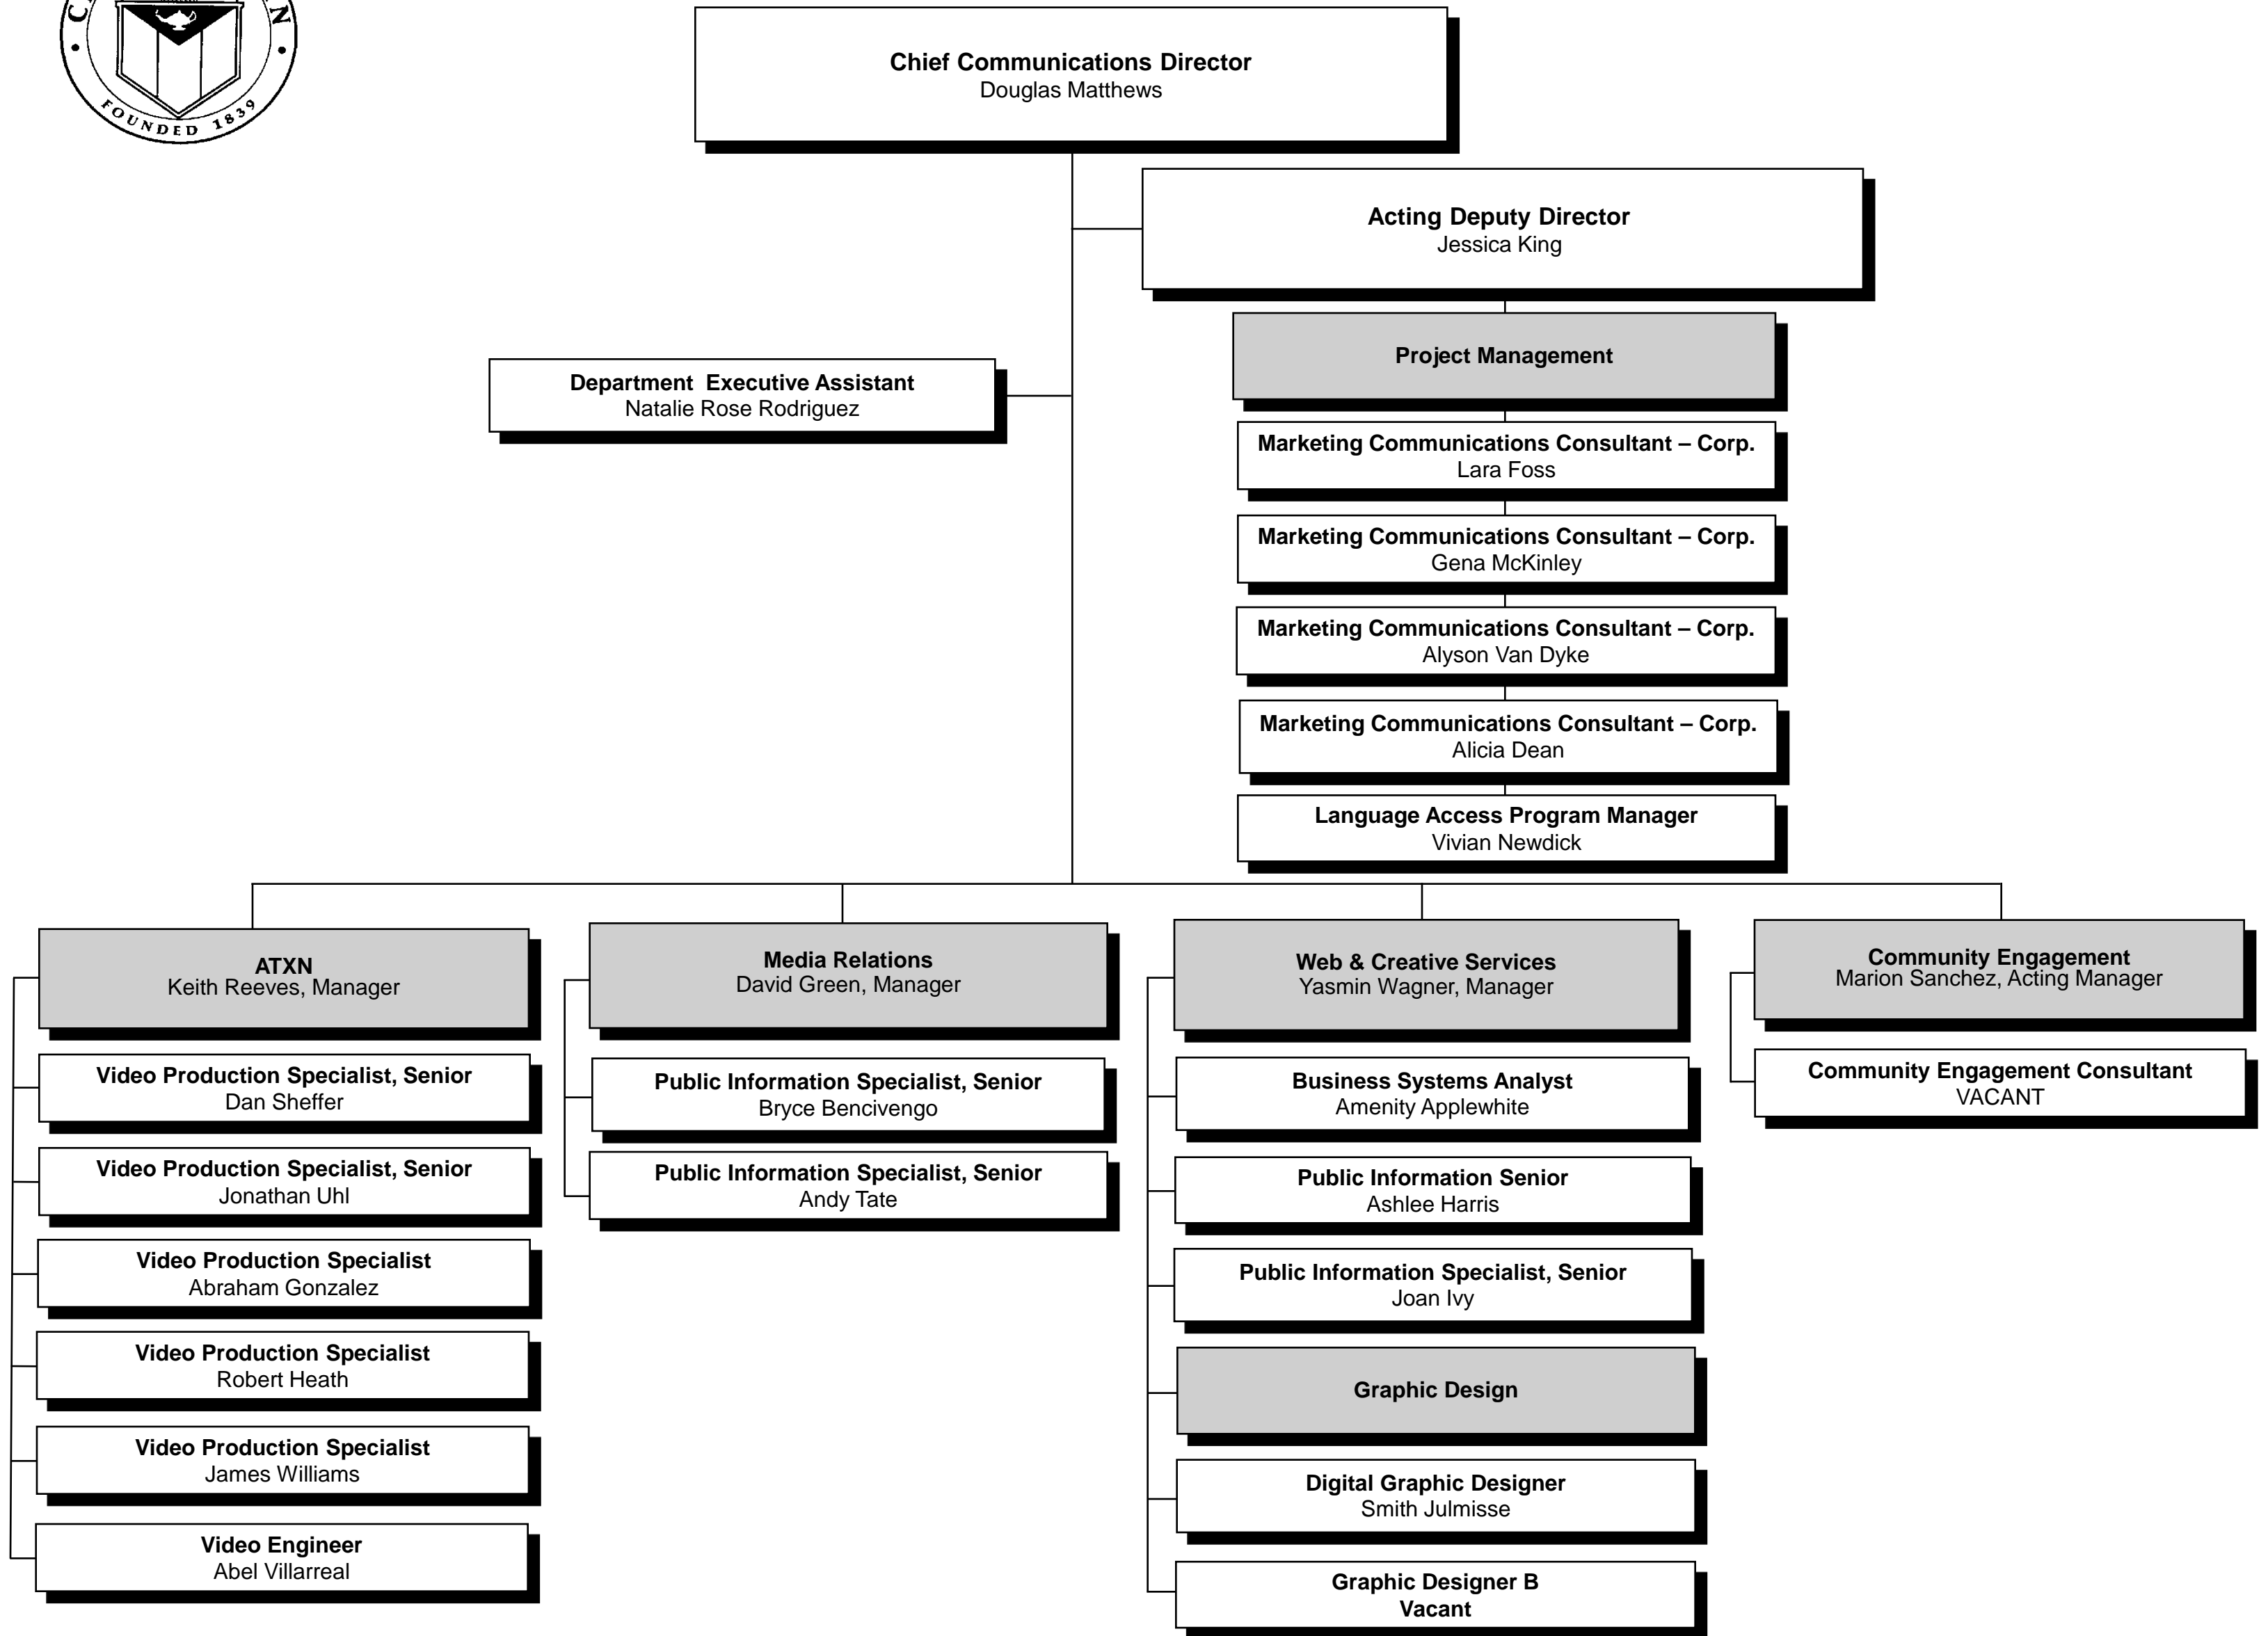 FOUNDED 1839
Chief Communications Director
Douglas Matthews
Acting Deputy Director
Jessica King
Project Management
Department  Executive Assistant
Natalie Rose Rodriguez
Marketing Communications Consultant – Corp.
Lara Foss
Marketing Communications Consultant – Corp.
Gena McKinley
Marketing Communications Consultant – Corp.
Alyson Van Dyke
Marketing Communications Consultant – Corp.
Alicia Dean
Language Access Program Manager
Vivian Newdick
ATXN
Keith Reeves, Manager
Video Production Specialist, Senior
Dan Sheffer
Video Production Specialist, Senior
Jonathan Uhl
Video Production Specialist
Abraham Gonzalez
Video Production Specialist
Robert Heath
Video Production Specialist
James Williams
Video Engineer
Abel Villarreal
Media Relations
David Green, Manager
Public Information Specialist, Senior
Bryce Bencivengo
Public Information Specialist, Senior
Andy Tate
Web & Creative Services
Yasmin Wagner, Manager
Business Systems Analyst
Amenity Applewhite
Public Information Senior
Ashlee Harris
Public Information Specialist, Senior
Joan Ivy
Graphic Design
Digital Graphic Designer
Smith Julmisse
Graphic Designer B
Vacant
Community Engagement
Marion Sanchez, Acting Manager
Community Engagement Consultant
VACANT